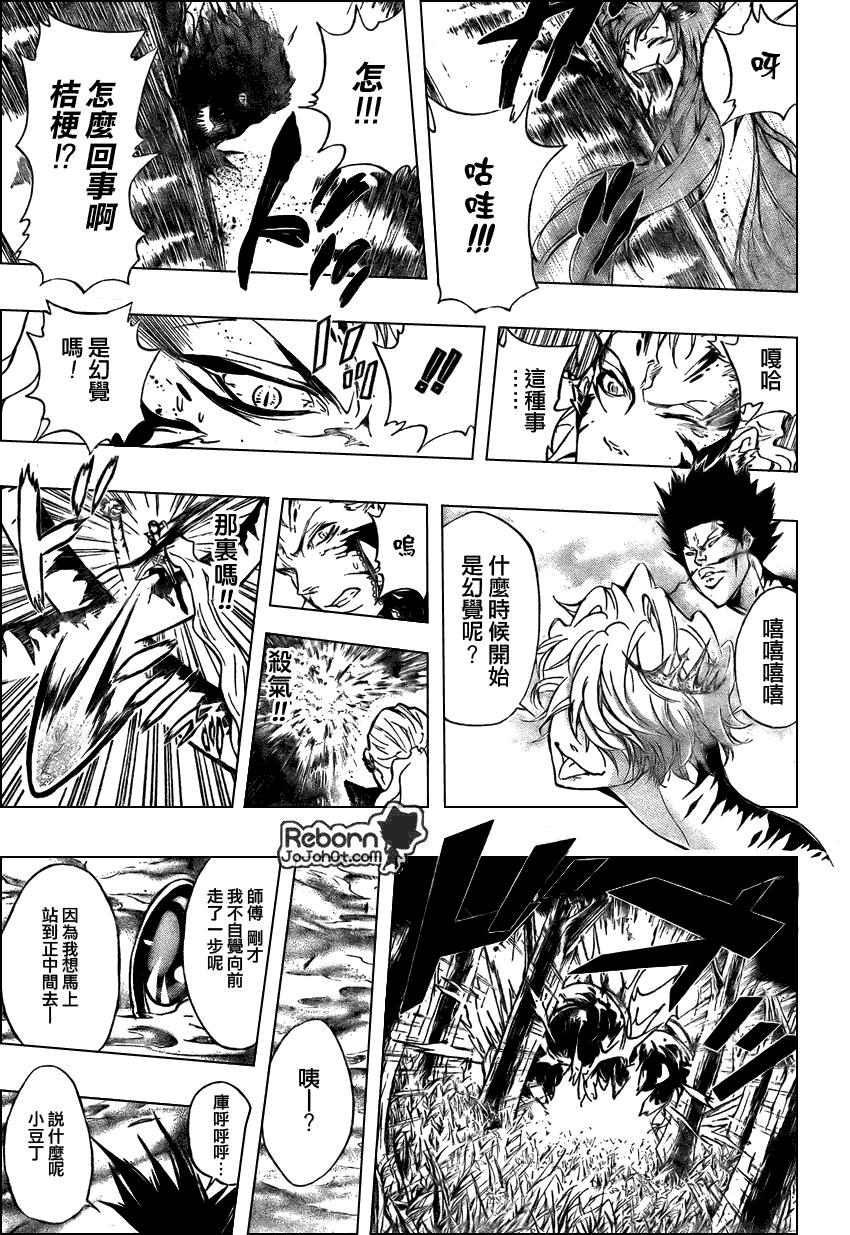 呀
咕哇!!!
怎!!!
怎麼回事啊
桔梗!?
嘎哈
這種事
……
!!
是幻覺
嗎！
嘻嘻嘻嘻
什麼時候開始
是幻覺呢？
嗚
殺氣!!
那裏嗎!!
ド
ドドド
咦—？
師傅 剛才
我不自覺向前
走了一步呢
因為我想馬上
站到正中間去—
庫呼呼呼…
說什麼呢
小豆丁
Reborn
JoJohot.com